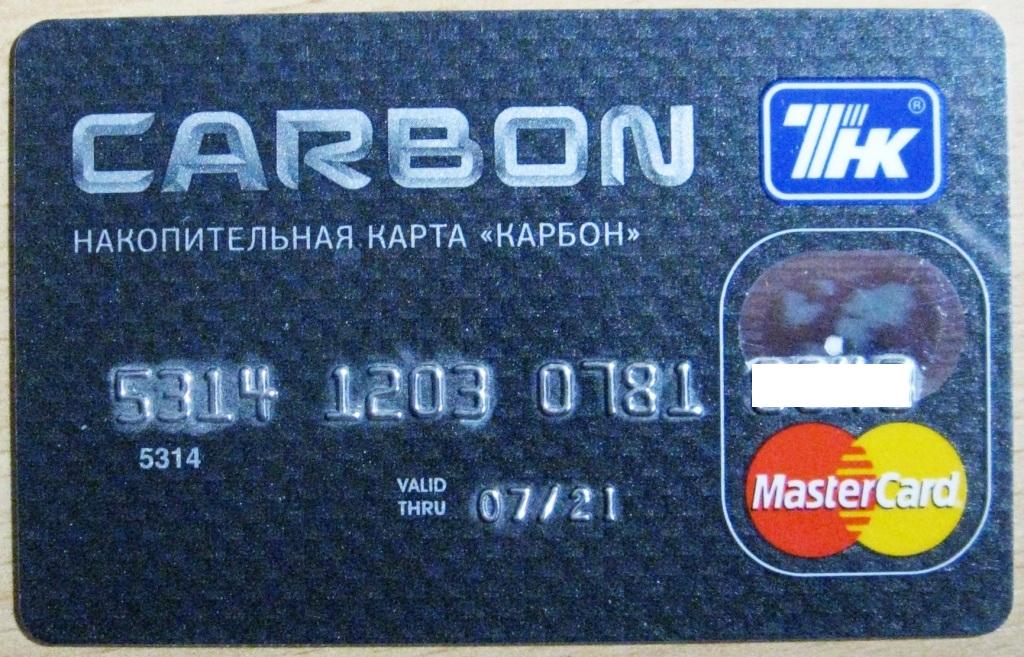 CARBON
ТНК ®
НАКОПИТЕЛЬНАЯ КАРТА «КАРБОН»
5314 1203 0781
5314
VALID
THRU 07/21
MasterCard